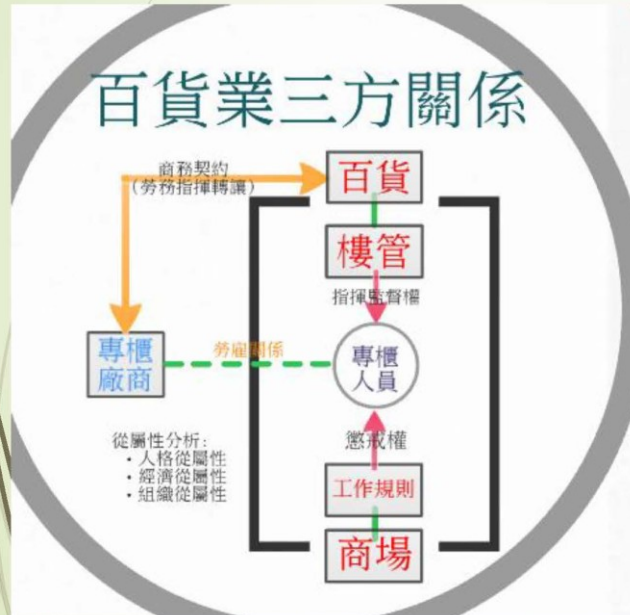 百貨業三方關係
商務契約
(勞務指揮轉讓)
百貨
樓管
指揮監督權
專櫃
廠商
勞雇關係
專櫃
人員
從屬性分析:
・人格從屬性
・經濟從屬性
・組織從屬性
懲戒權
工作規則
商場